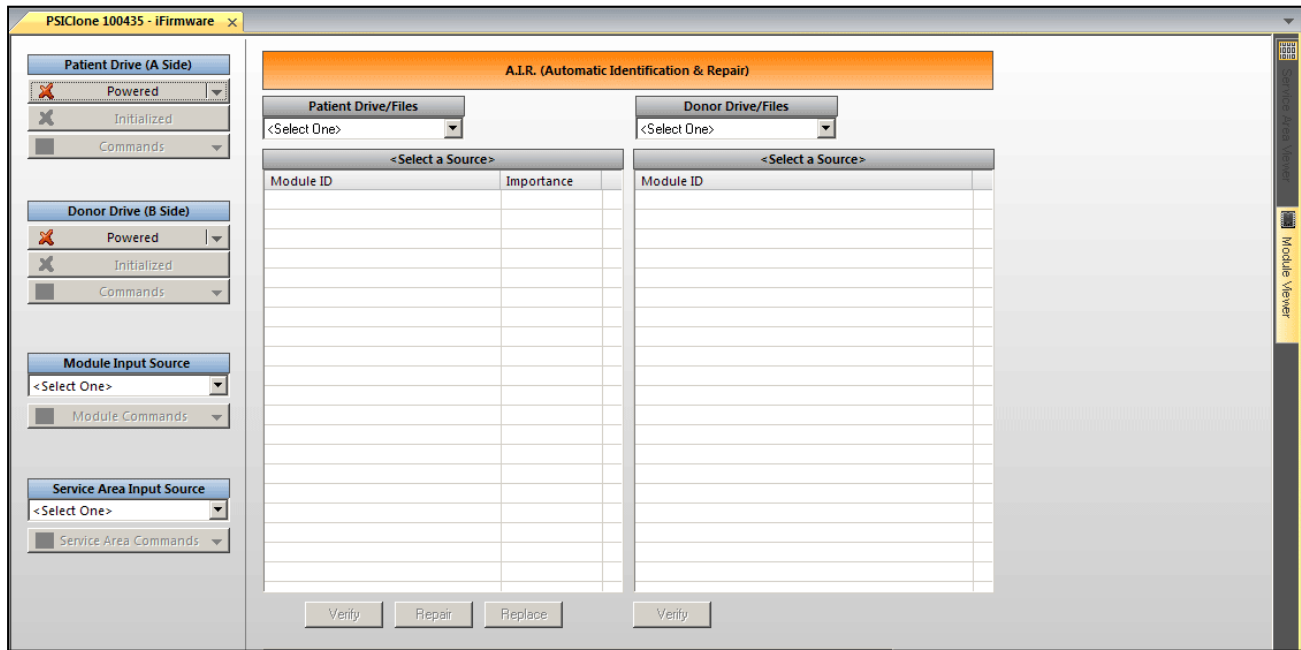 PSIClone 100435 - iFirmware
Patient Drive (A Side)
Powered
Initialized
Commands
Donor Drive (B Side)
Powered
Initialized
Commands
Module Input Source
<Select One>
Module Commands
Service Area Input Source
<Select One>
Service Area Commands
A.I.R. (Automatic Identification & Repair)
Patient Drive/Files
<Select One>
<Select a Source>
Module ID Importance
Verify Repair Replace
Donor Drive/Files
<Select One>
<Select a Source>
Module ID
Verify
Service Area Viewer
Module Viewer